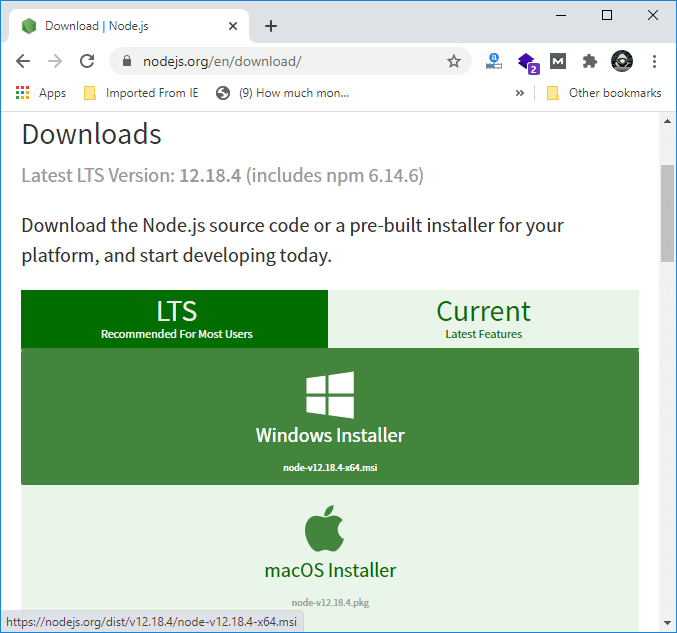 Download | Node.js
nodejs.org/en/download/
2
M
Apps
Imported From IE
(9) How much mon...
»
Other bookmarks
Downloads
Latest LTS Version: 12.18.4 (includes npm 6.14.6)
Download the Node.js source code or a pre-built installer for your
platform, and start developing today.
LTS
Recommended For Most Users
Current
Latest Features
Windows Installer
node-v12.18.4-x64.msi
macOS Installer
node-v12.18.4.pkg
https://nodejs.org/dist/v12.18.4/node-v12.18.4-x64.msi